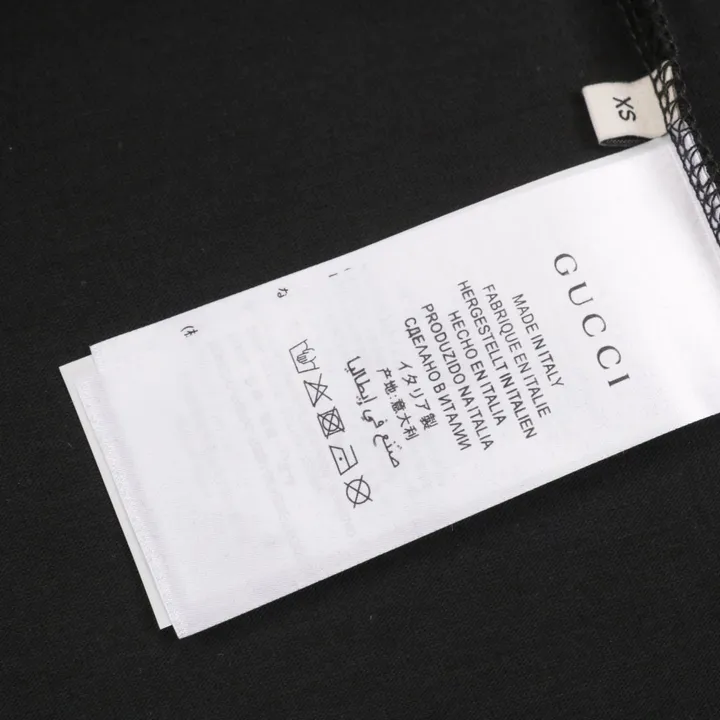 XS
GUCCI
MADE IN ITALY
FABRIQUE EN ITALIE
HERGESTELLT IN ITALIEN
HECHO EN ITALIA
PRODUZIDO NA ITALIA
СДЕЛАНО В ИТАЛИИ
イタリア製
产地:意大利
صنع في إيطاليا